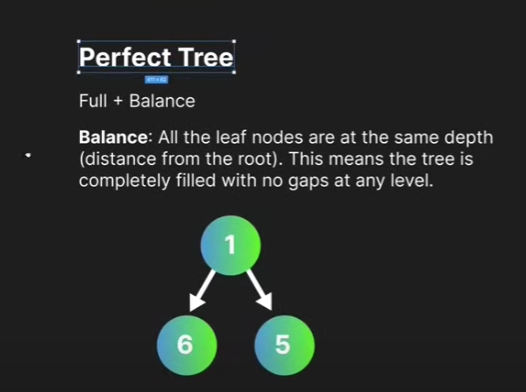 Perfect Tree
Full + Balance
Balance: All the leaf nodes are at the same depth
(distance from the root). This means the tree is
completely filled with no gaps at any level.
1
6 5